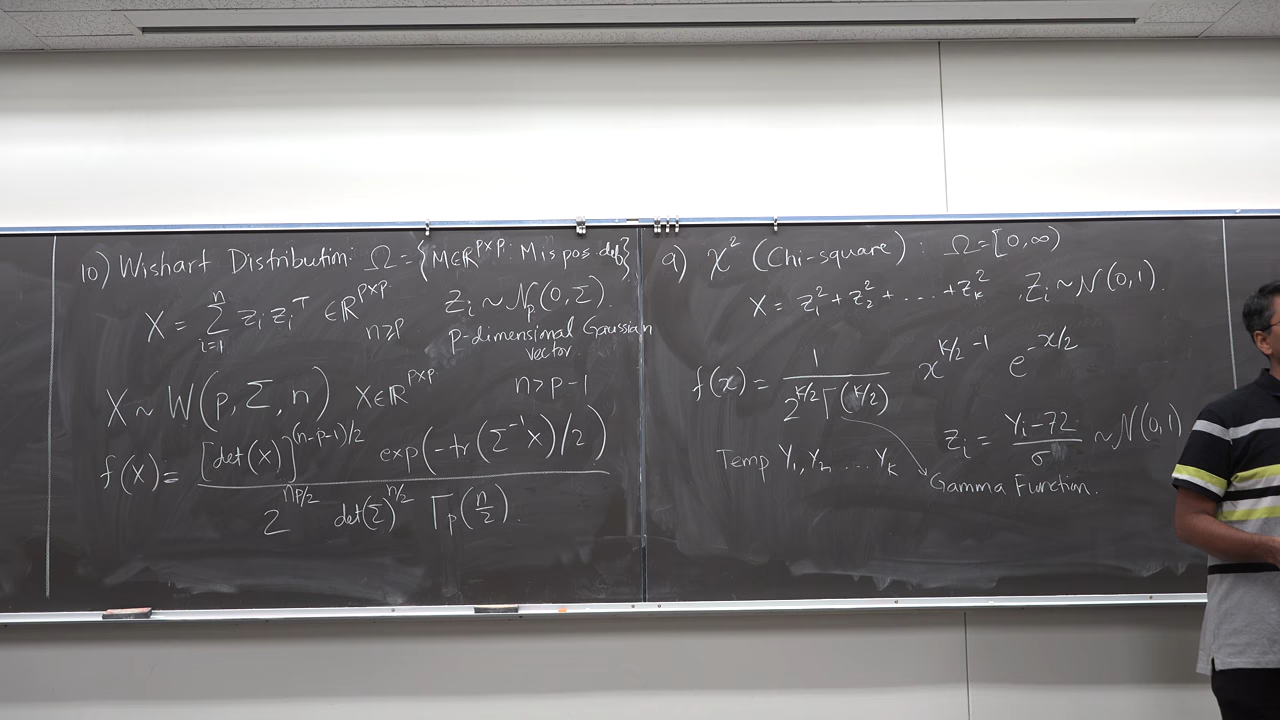 10) Wishart Distribution: Ω = {M∈ℝ^{p×p} : M is pos-def}
X = Σ_{i=1}^{n} z_i z_i^T ∈ℝ^{p×p} n≥p Z_i ~ N_p(0, Σ).
p-dimensional Gaussian
vector.
X ~ W(p, Σ, n) X∈ℝ^{p×p} n>p-1
f(X) = [det(X)]^{(n-p-1)/2} exp(-tr(Σ^{-1}X)/2) / 2^{np/2} det(Σ)^{n/2} Γ_p(n/2).
9) χ² (Chi-square) : Ω=[0,∞)
X = Z_1² + Z_2² + .... + Z_k² , Z_i ~ N(0,1).
f(x) = 1 / 2^{k/2} Γ(k/2) x^{k/2 -1} e^{-x/2}
Z_i = Y_i-72 / σ ~ N(0,1)
Temp Y_1, Y_2, ... Y_k
Gamma Function.